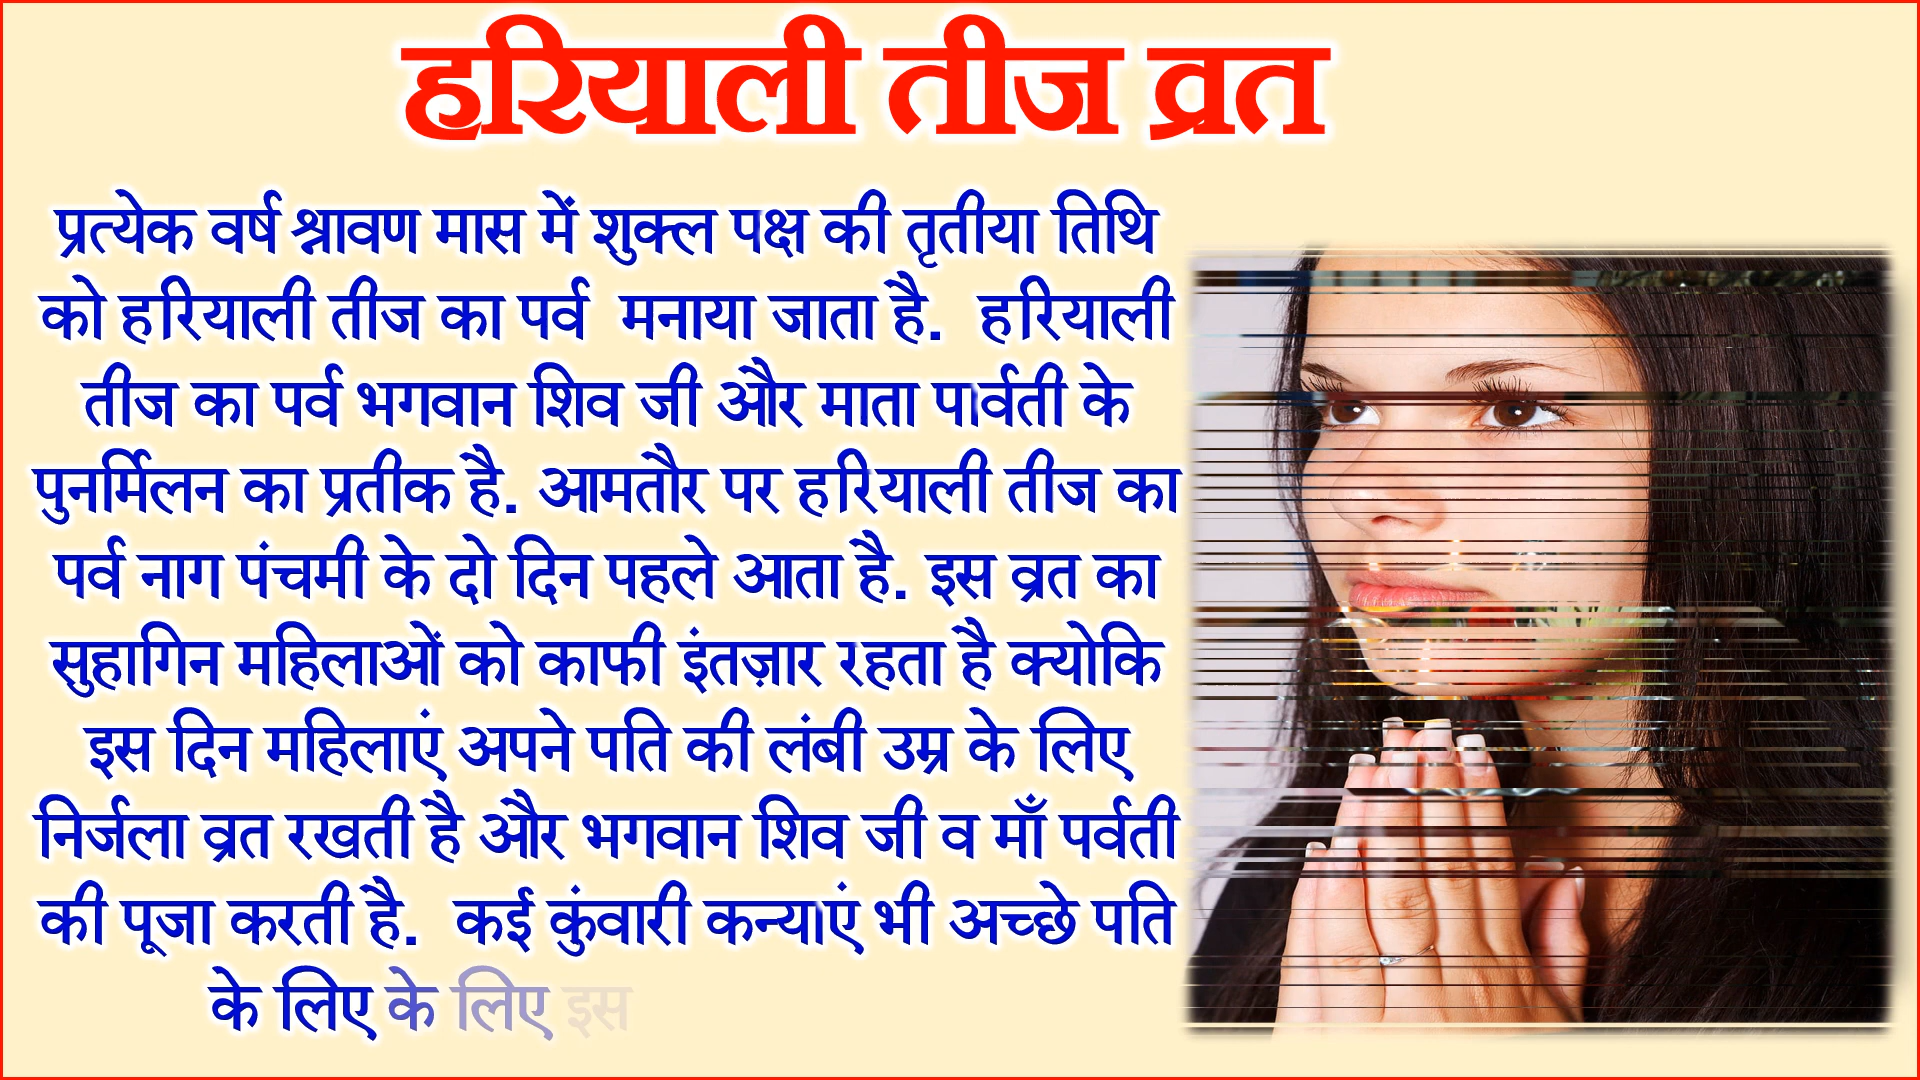 हरियाली तीज व्रत
प्रत्येक वर्ष श्रावण मास में शुक्ल पक्ष की तृतीया तिथि
को हरियाली तीज का पर्व मनाया जाता है. हरियाली
तीज का पर्व भगवान शिव जी और माता पार्वती के
पुनर्मिलन का प्रतीक है. आमतौर पर हरियाली तीज का
पर्व नाग पंचमी के दो दिन पहले आता है. इस व्रत का
सुहागिन महिलाओं को काफी इंतज़ार रहता है क्योकि
इस दिन महिलाएं अपने पति की लंबी उम्र के लिए
निर्जला व्रत रखती है और भगवान शिव जी व माँ पर्वती
की पूजा करती है. कई कुंवारी कन्याएं भी अच्छे पति
के लिए के लिए इस